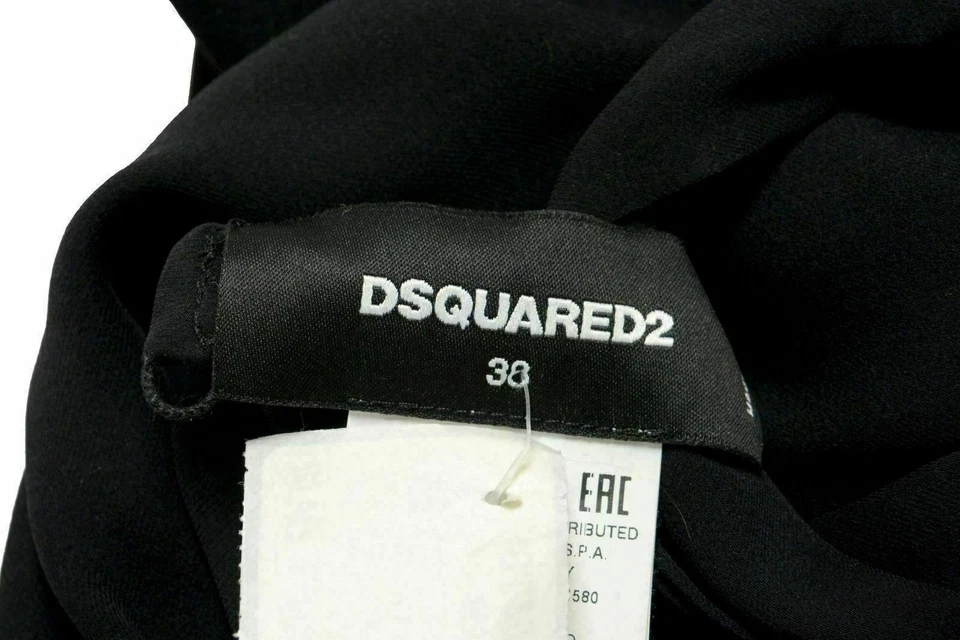 DSQUARED2
38
EAC
RIBUTED
S.P.A.
Y
580